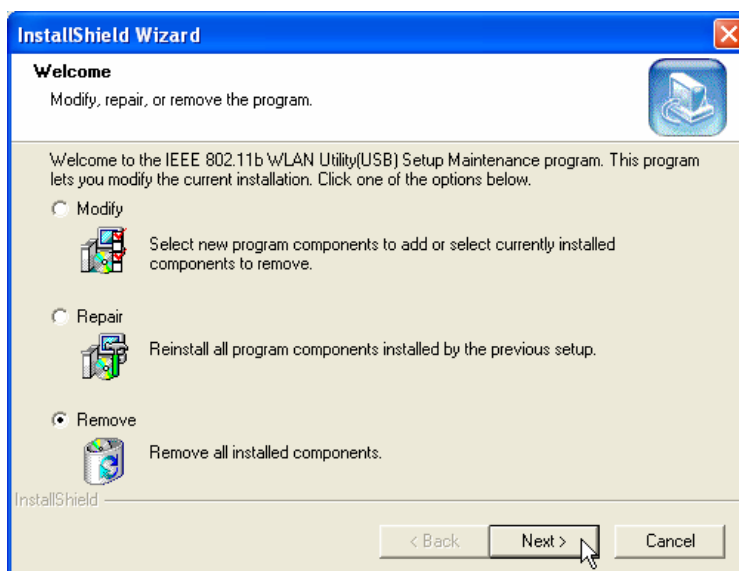 InstallShield Wizard
Welcome
Modify, repair, or remove the program.
Welcome to the IEEE 802.11b WLAN Utility(USB) Setup Maintenance program. This program
lets you modify the current installation. Click one of the options below.
Modify
Select new program components to add or select currently installed
components to remove.
Repair
Reinstall all program components installed by the previous setup.
Remove
Remove all installed components.
InstallShield
< Back Next > Cancel